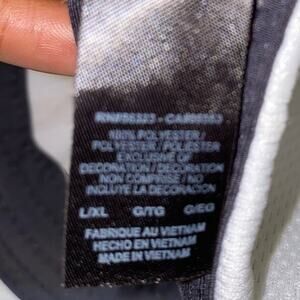 100% POLYESTER /
POLYESTER / POLIESTER
EXCLUSIVE OF
DECORATION / DECORATION
NON COMPRISE / NO
INCLUYE LA DECORACION
L/XL G/TG G/EG
FABRIQUE AU VIETNAM
HECHO EN VIETNAM
MADE IN VIETNAM